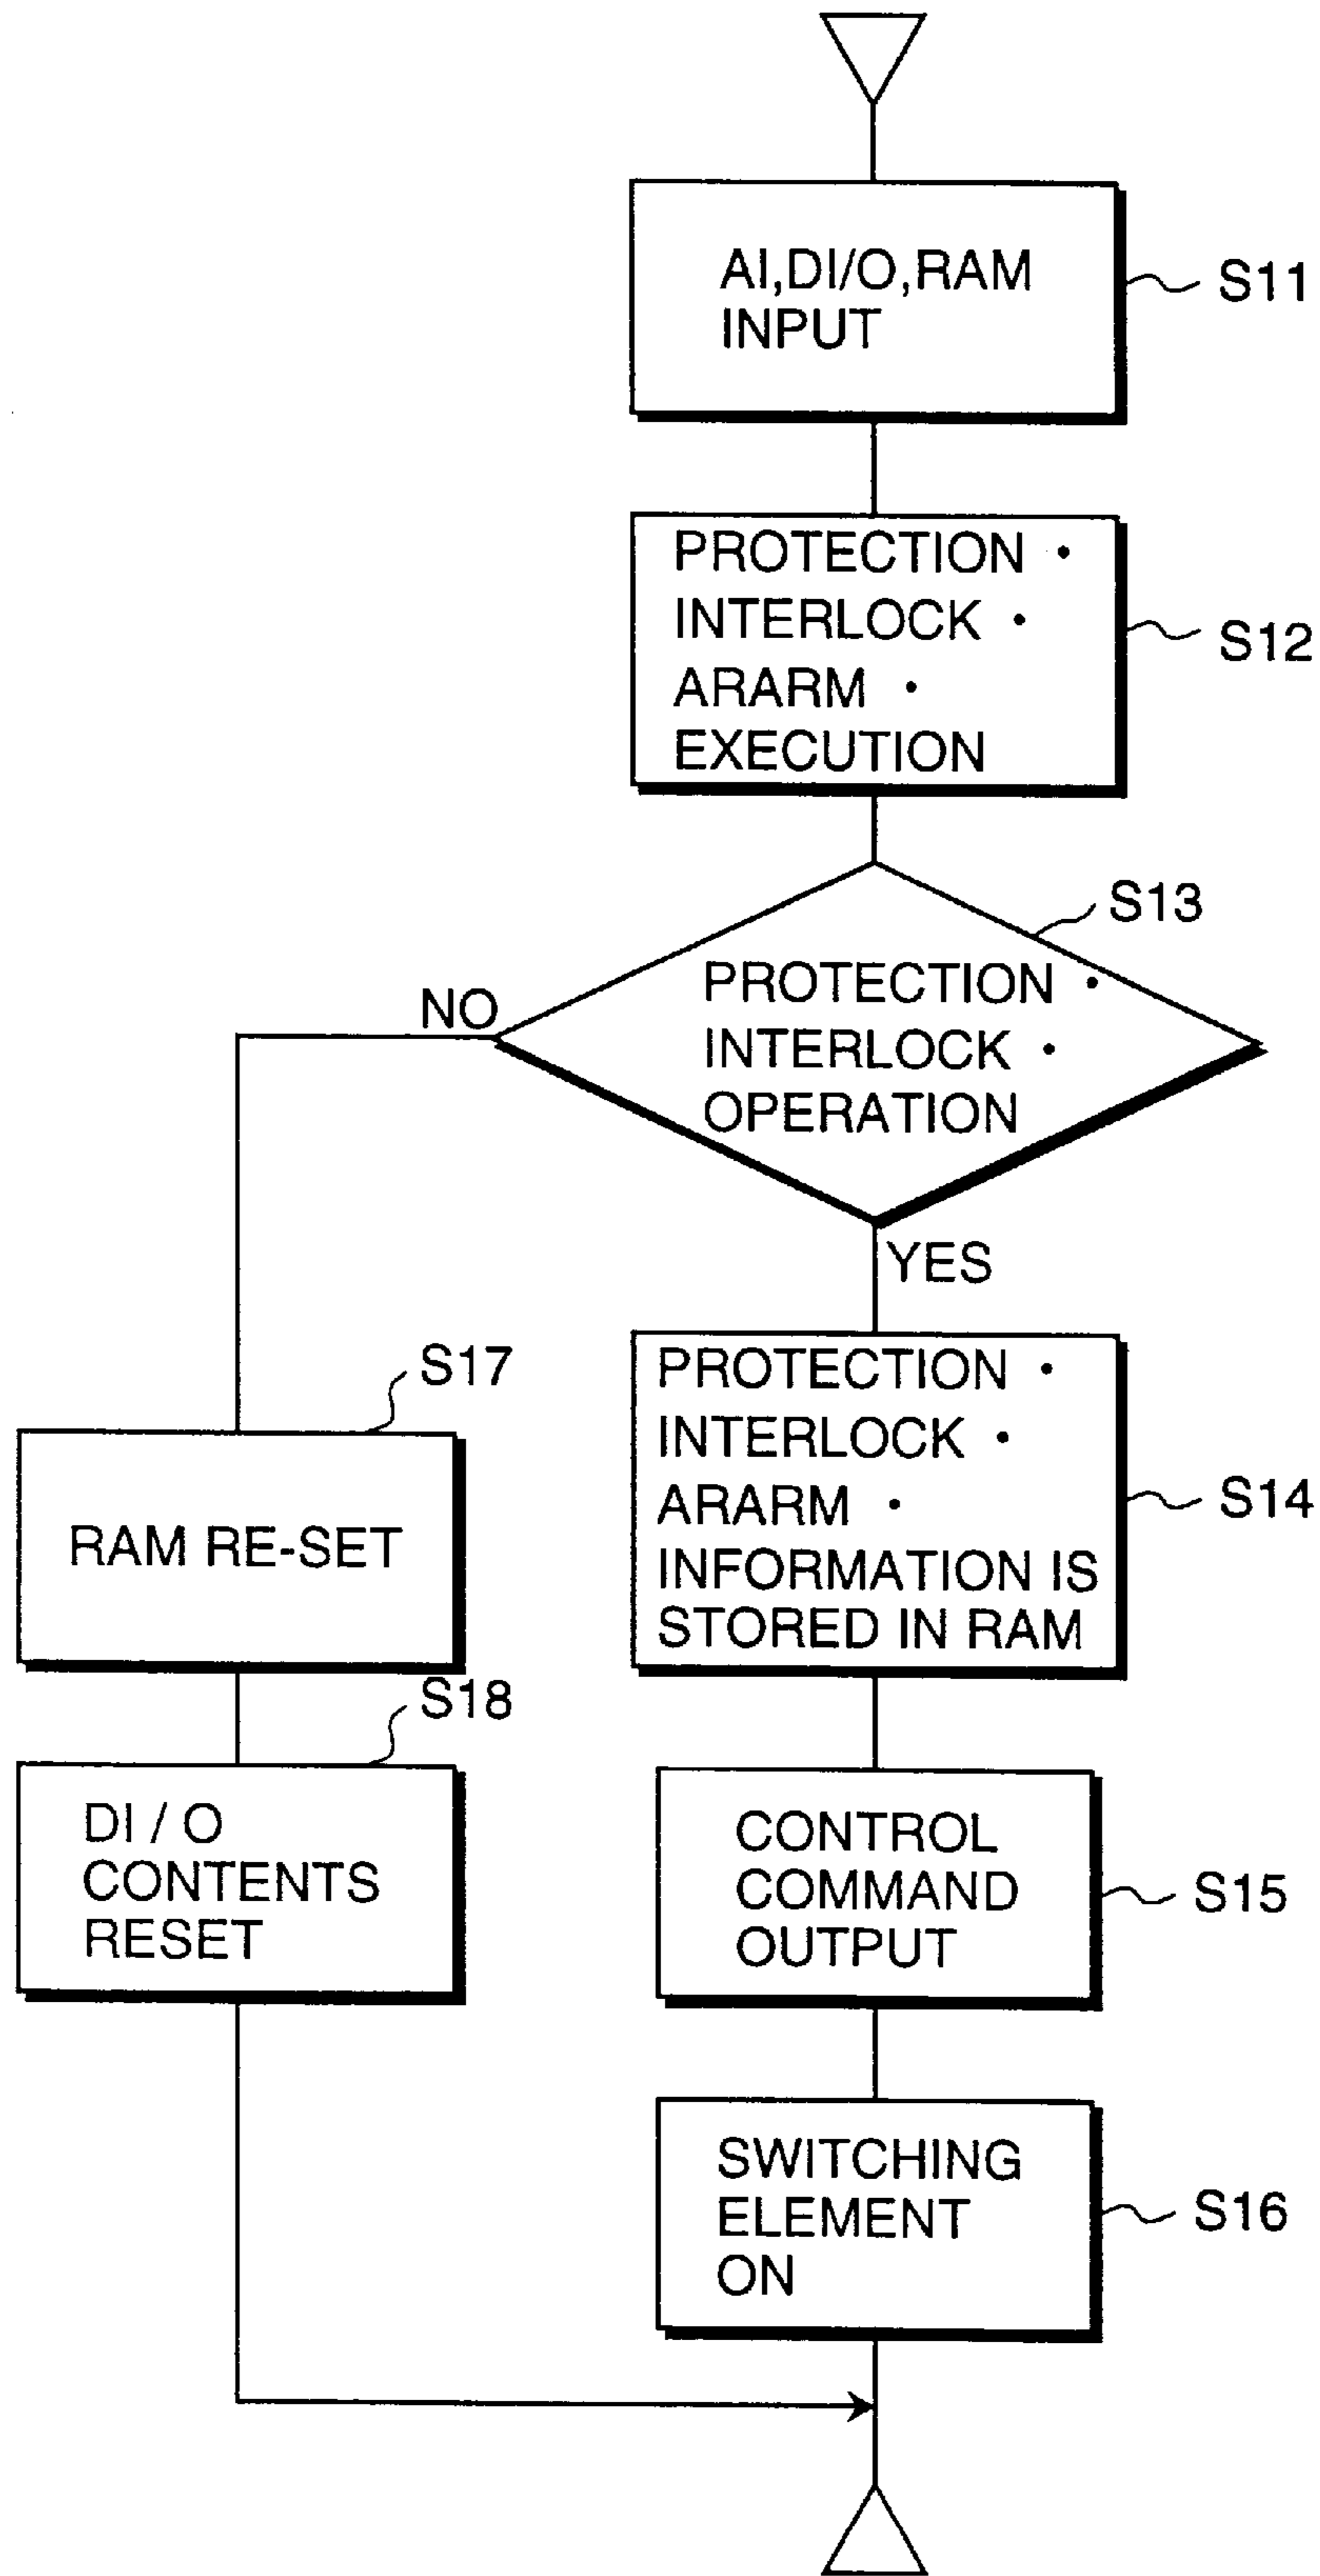 AI,DI/O,RAM
INPUT
S11
PROTECTION •
INTERLOCK •
ARARM •
EXECUTION
S12
S13
PROTECTION •
INTERLOCK •
OPERATION
NO
YES
S17
RAM RE-SET
PROTECTION •
INTERLOCK •
ARARM •
INFORMATION IS
STORED IN RAM
S14
S18
DI / O
CONTENTS
RESET
CONTROL
COMMAND
OUTPUT
S15
SWITCHING
ELEMENT
ON
S16